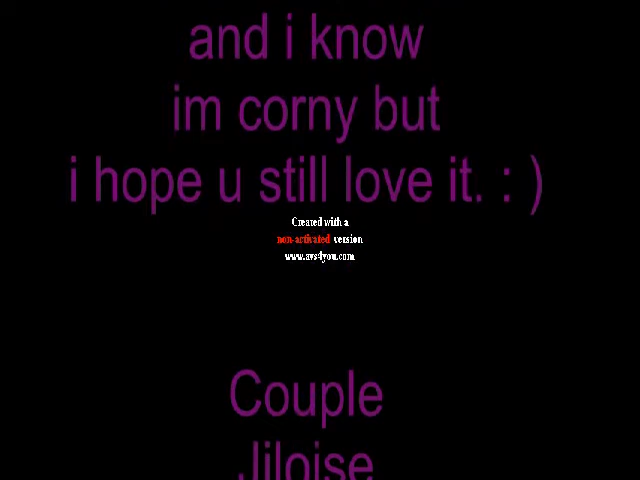 and i know
im corny but
i hope u still love it. : )
Created with a
non-activated version
www.avs4you.com
Couple
Jiloise